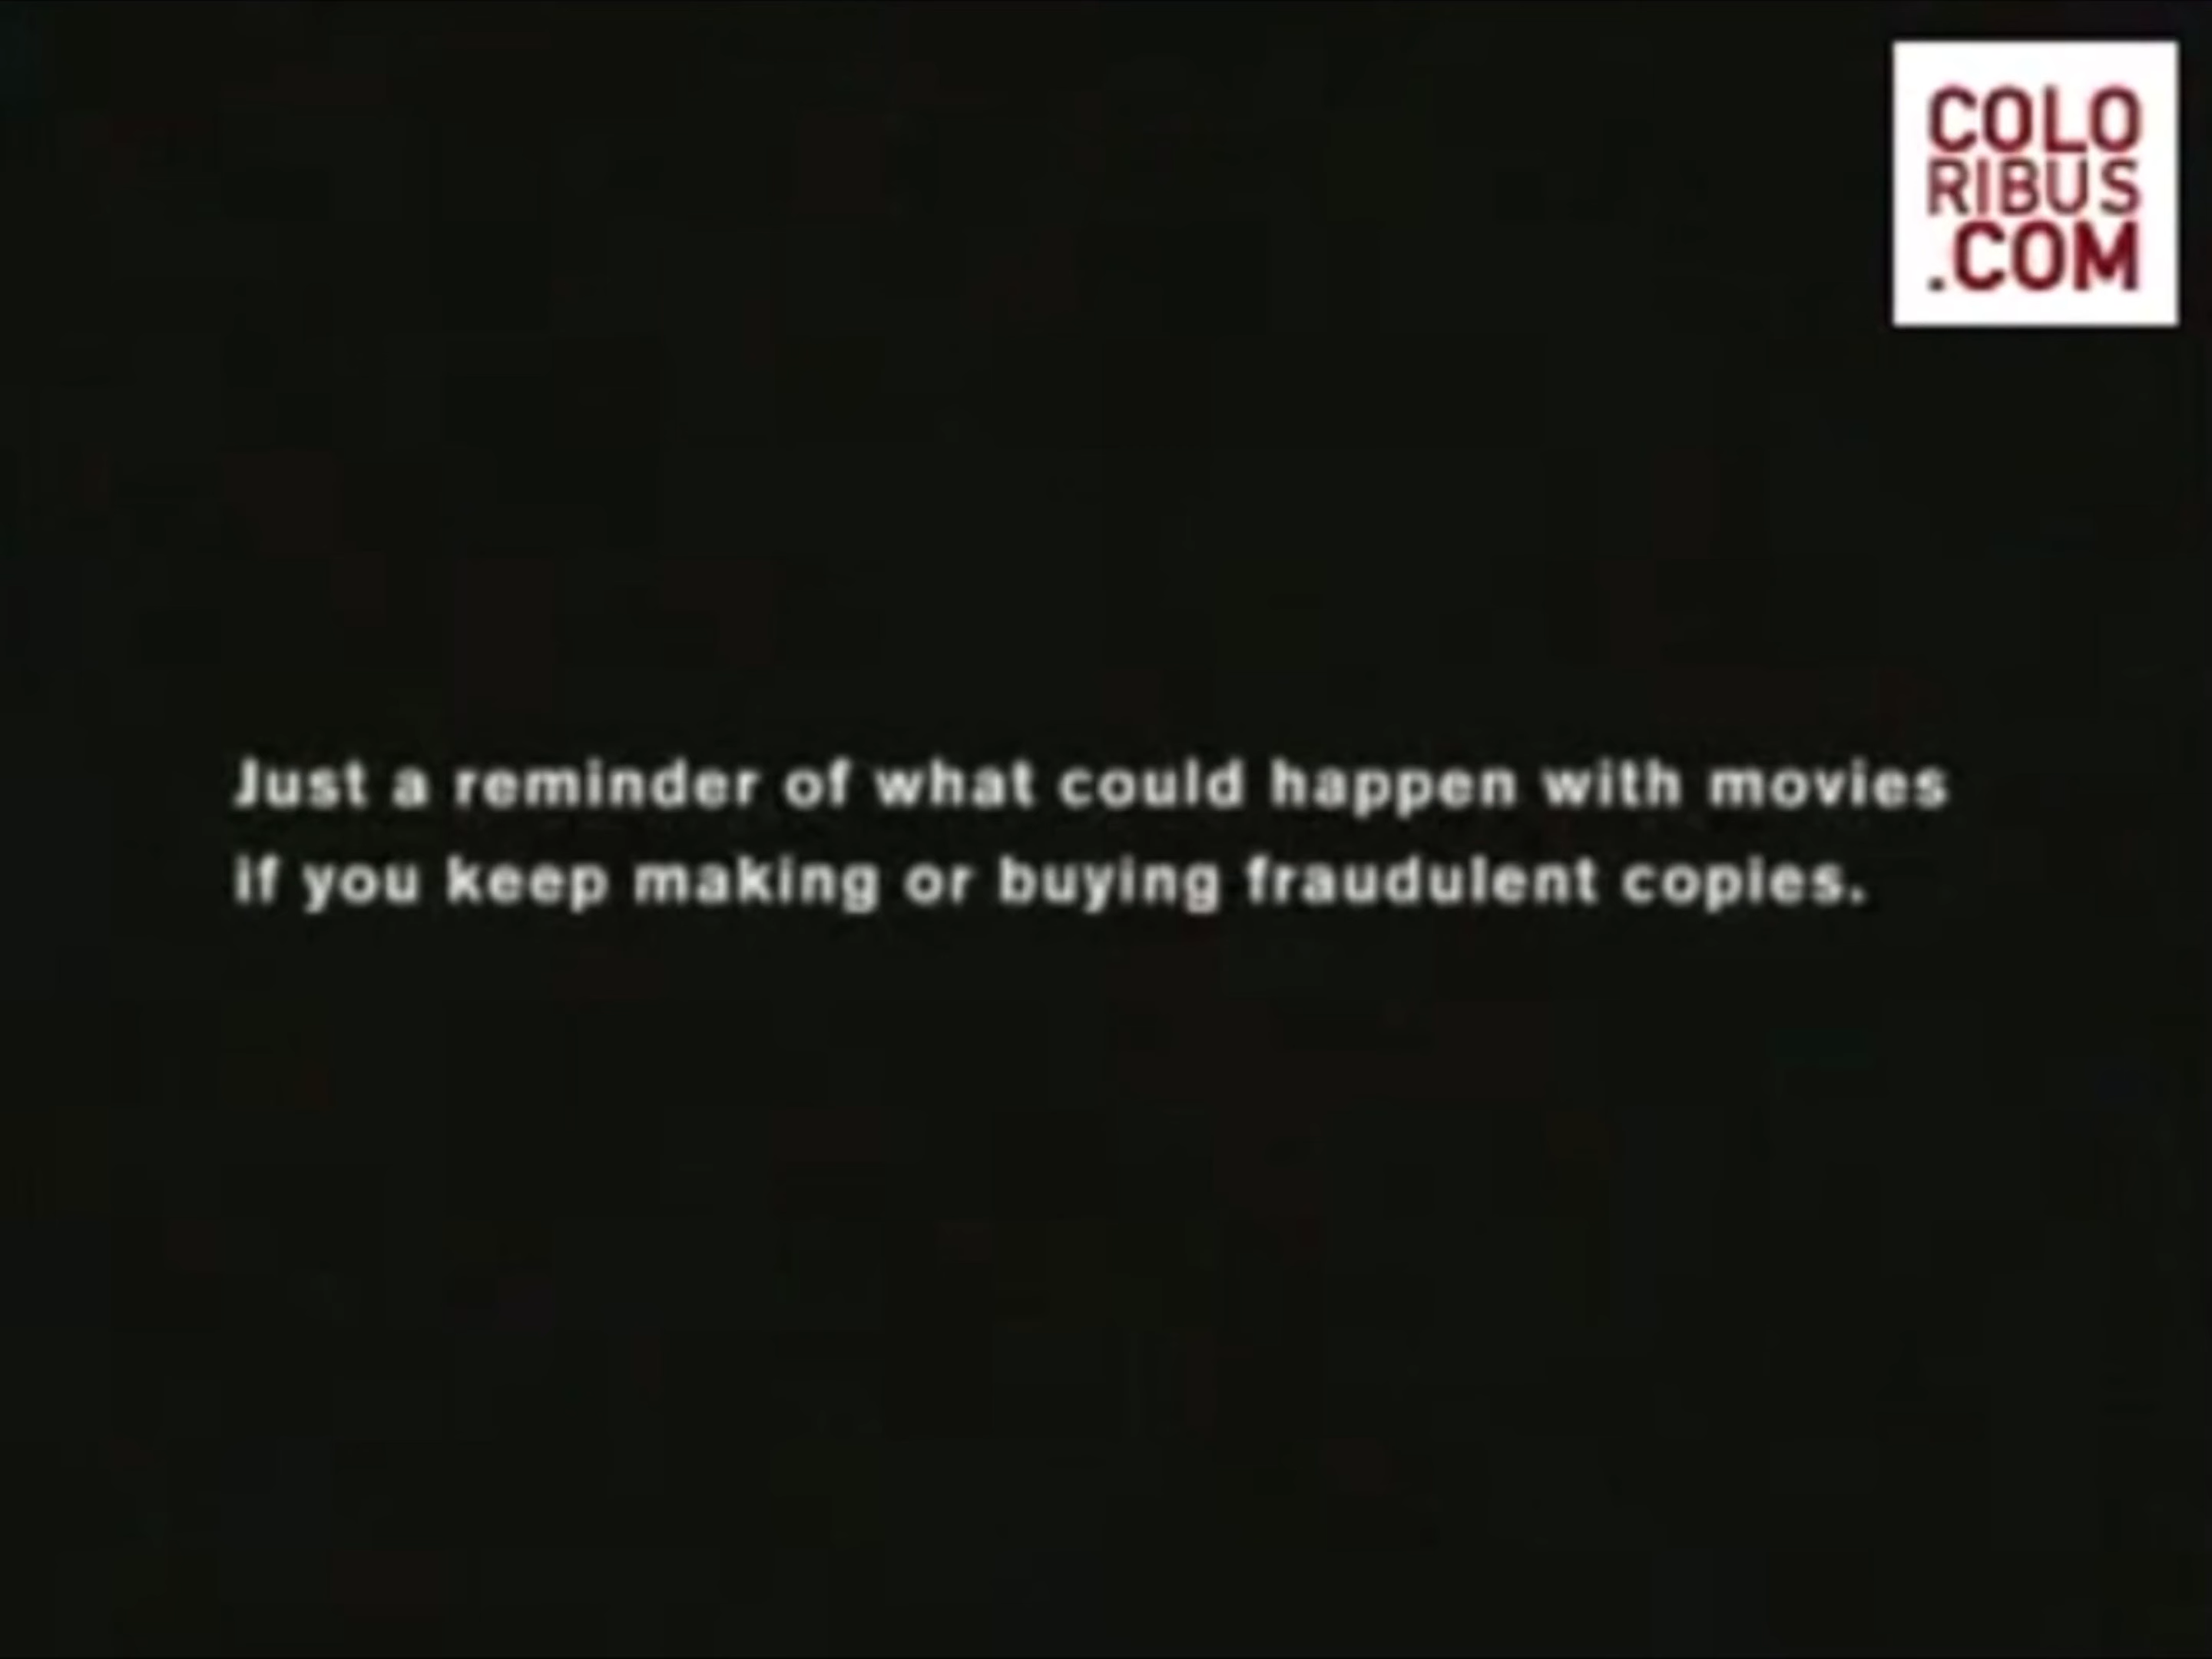 COLO
RIBUS
.COM
Just a reminder of what could happen with movies
if you keep making or buying fraudulent copies.